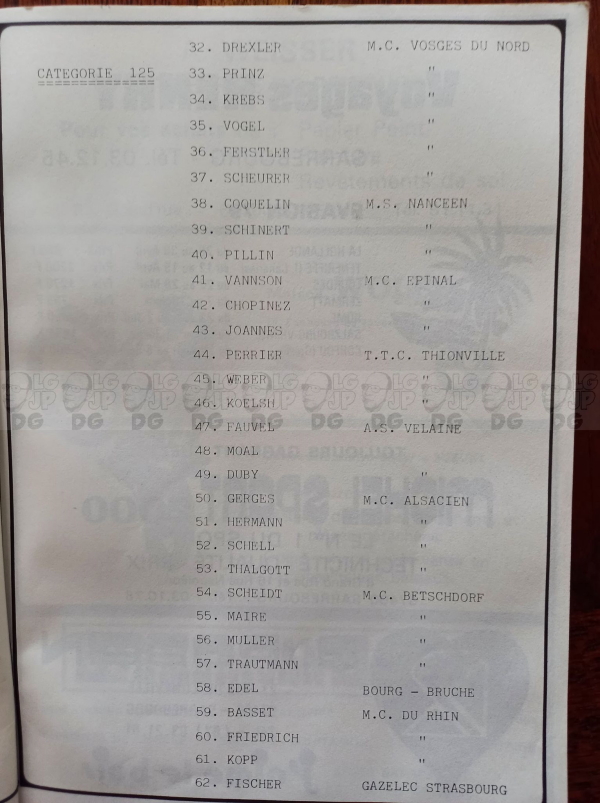 32. DREXLER M.C. VOSGES DU NORD
CATEGORIE 125 33. PRINZ "
34. KREBS "
35. VOGEL "
36. FERSTLER "
37. SCHEURER "
38. COQUELIN M.S. NANCEEN
39. SCHINERT "
40. PILLIN "
41. VANNSON M.C. EPINAL
42. CHOPINEZ "
43. JOANNES "
44. PERRIER T.T.C. THIONVILLE
45. WEBER "
46. KOELSH "
47. FAUVEL A.S. VELAINE
48. MOAL
49. DUBY "
50. GERGES M.C. ALSACIEN
51. HERMANN "
52. SCHELL "
53. THALGOTT "
54. SCHEIDT M.C. BETSCHDORF
55. MAIRE "
56. MULLER "
57. TRAUTMANN "
58. EDEL BOURG - BRUCHE
59. BASSET M.C. DU RHIN
60. FRIEDRICH "
61. KOPP "
62. FISCHER GAZELEC STRASBOURG